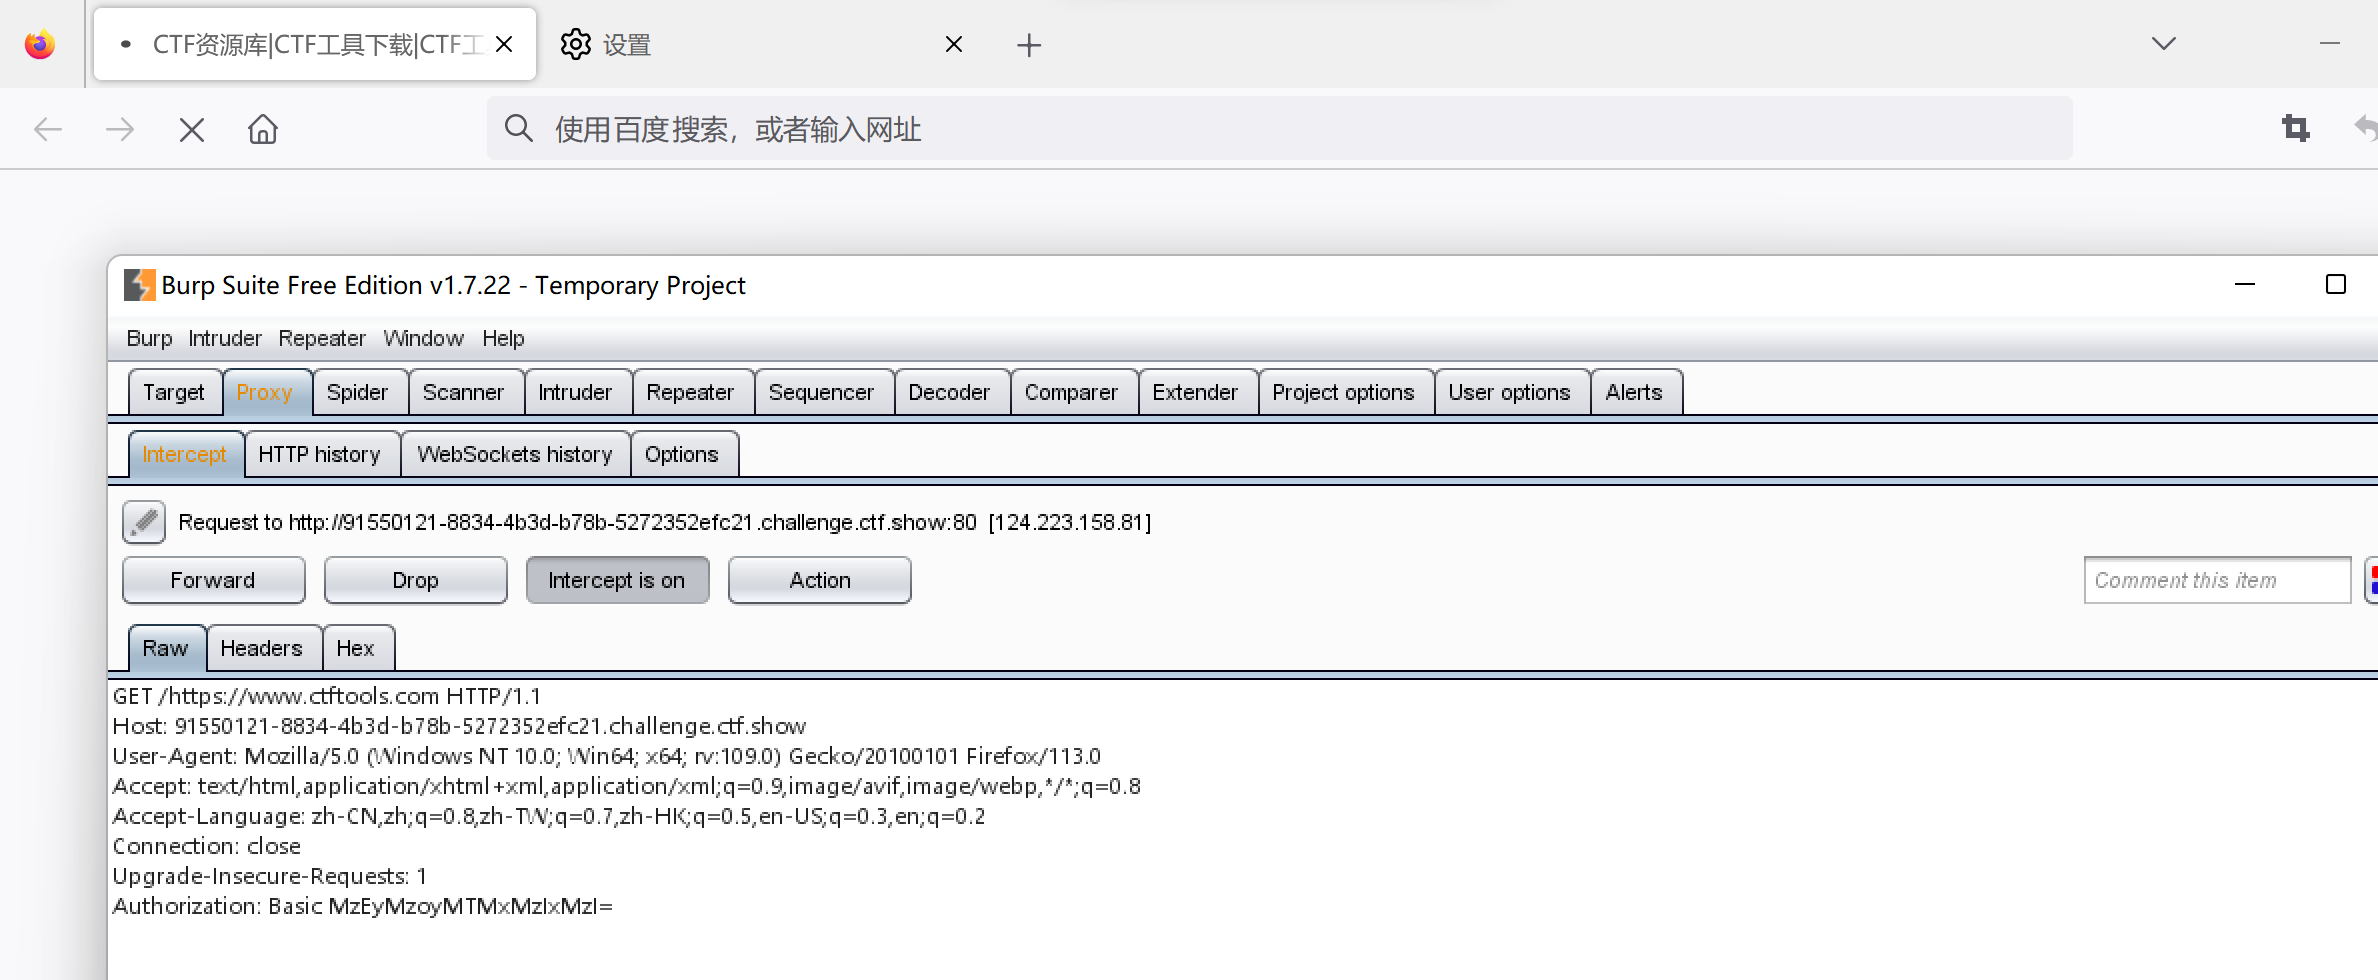 CTF资源库|CTF工具下载|CTF工
设置
使用百度搜索，或者输入网址
Burp Suite Free Edition v1.7.22 - Temporary Project
Burp Intruder Repeater Window Help
Target Proxy Spider Scanner Intruder Repeater Sequencer Decoder Comparer Extender Project options User options Alerts
Intercept HTTP history WebSockets history Options
Request to http://91550121-8834-4b3d-b78b-5272352efc21.challenge.ctf.show:80 [124.223.158.81]
Forward Drop Intercept is on Action Comment this item
Raw Headers Hex
GET /https://www.ctftools.com HTTP/1.1
Host: 91550121-8834-4b3d-b78b-5272352efc21.challenge.ctf.show
User-Agent: Mozilla/5.0 (Windows NT 10.0; Win64; x64; rv:109.0) Gecko/20100101 Firefox/113.0
Accept: text/html,application/xhtml+xml,application/xml;q=0.9,image/avif,image/webp,*/*;q=0.8
Accept-Language: zh-CN,zh;q=0.8,zh-TW;q=0.7,zh-HK;q=0.5,en-US;q=0.3,en;q=0.2
Connection: close
Upgrade-Insecure-Requests: 1
Authorization: Basic MzEyMzoyMTMxMzIxMzI=